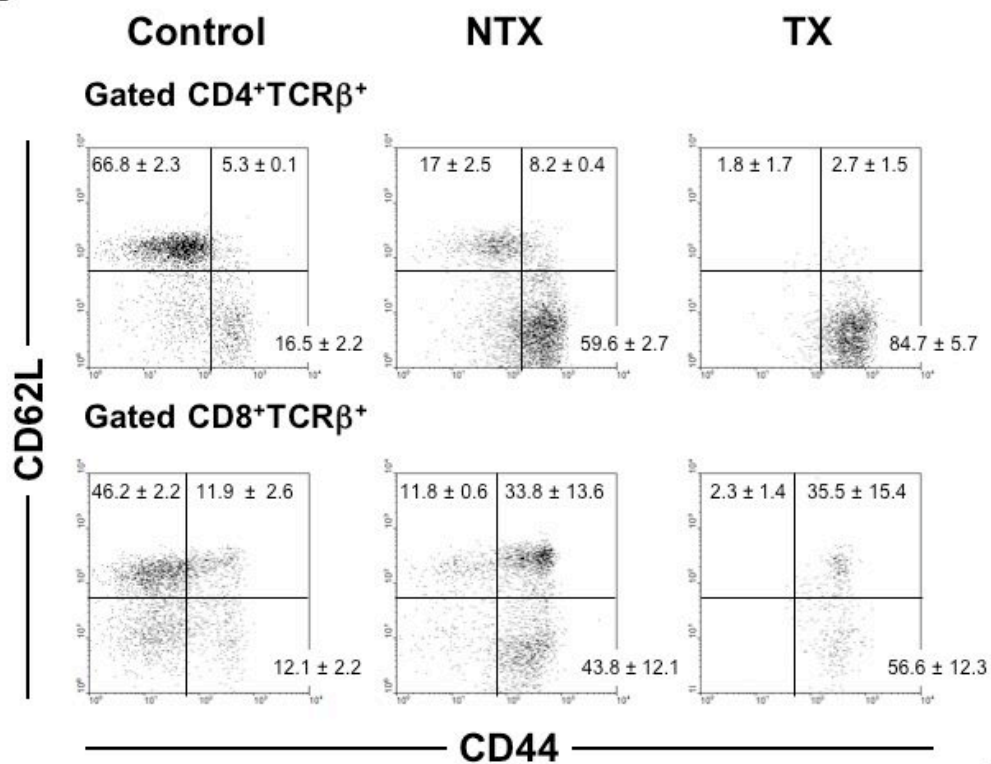 Control NTX TX
Gated CD4⁺TCRβ⁺
66.8 ± 2.3 5.3 ± 0.1 17 ± 2.5 8.2 ± 0.4 1.8 ± 1.7 2.7 ± 1.5
16.5 ± 2.2 59.6 ± 2.7 84.7 ± 5.7
Gated CD8⁺TCRβ⁺
CD62L
46.2 ± 2.2 11.9 ± 2.6 11.8 ± 0.6 33.8 ± 13.6 2.3 ± 1.4 35.5 ± 15.4
12.1 ± 2.2 43.8 ± 12.1 56.6 ± 12.3
CD44